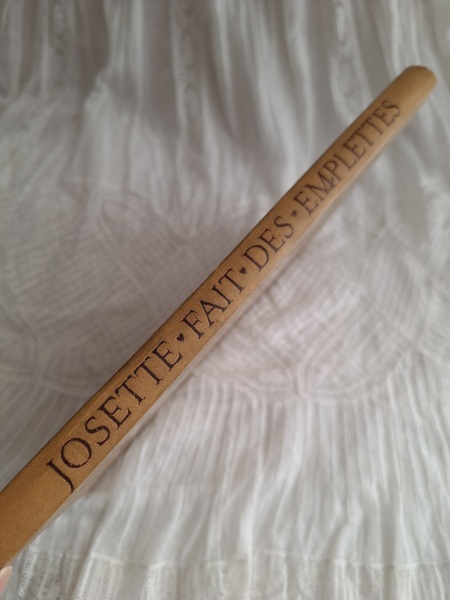 JOSETTE ♥ FAIT ♥ DES ♥ EMPLETTES